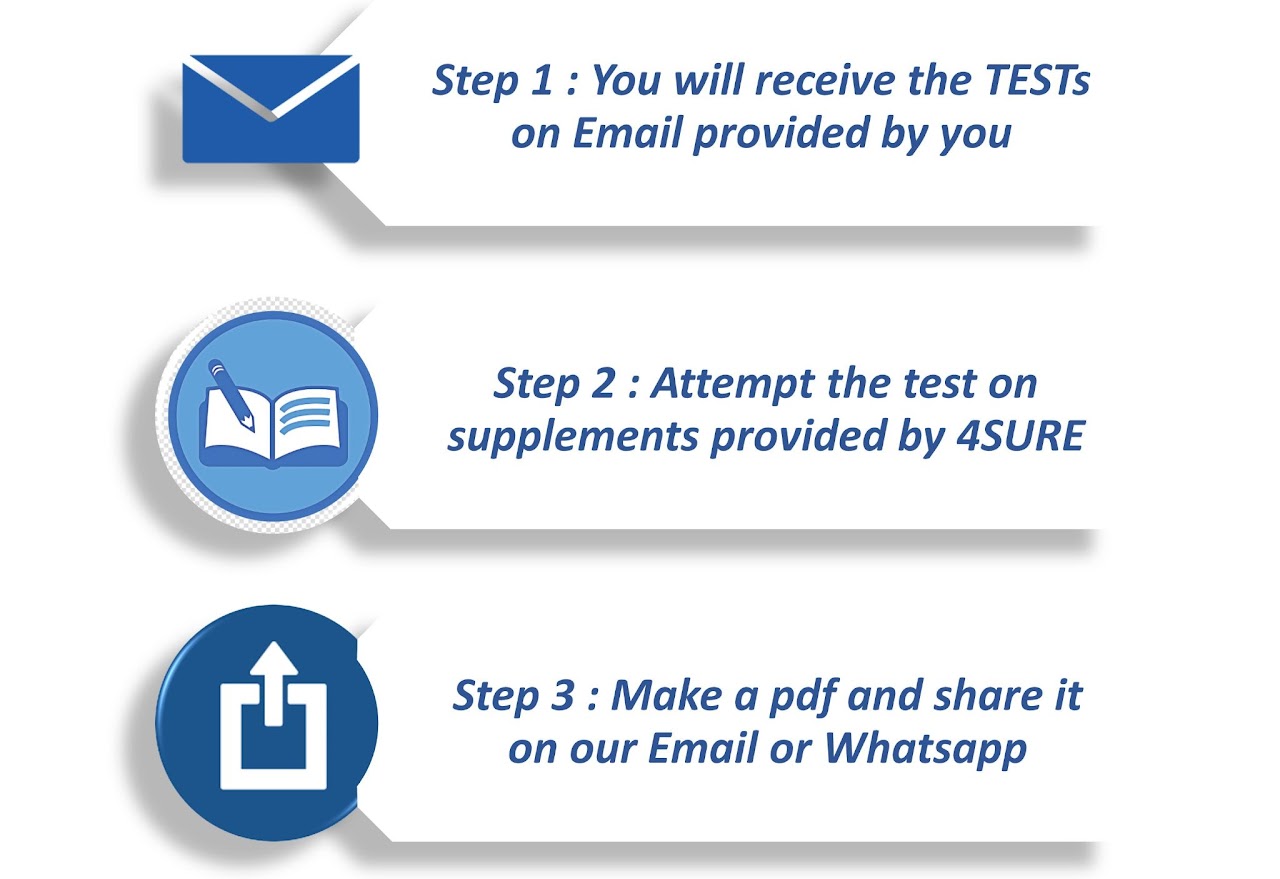 Step 1 : You will receive the TESTs
on Email provided by you
Step 2 : Attempt the test on
supplements provided by 4SURE
Step 3 : Make a pdf and share it
on our Email or Whatsapp